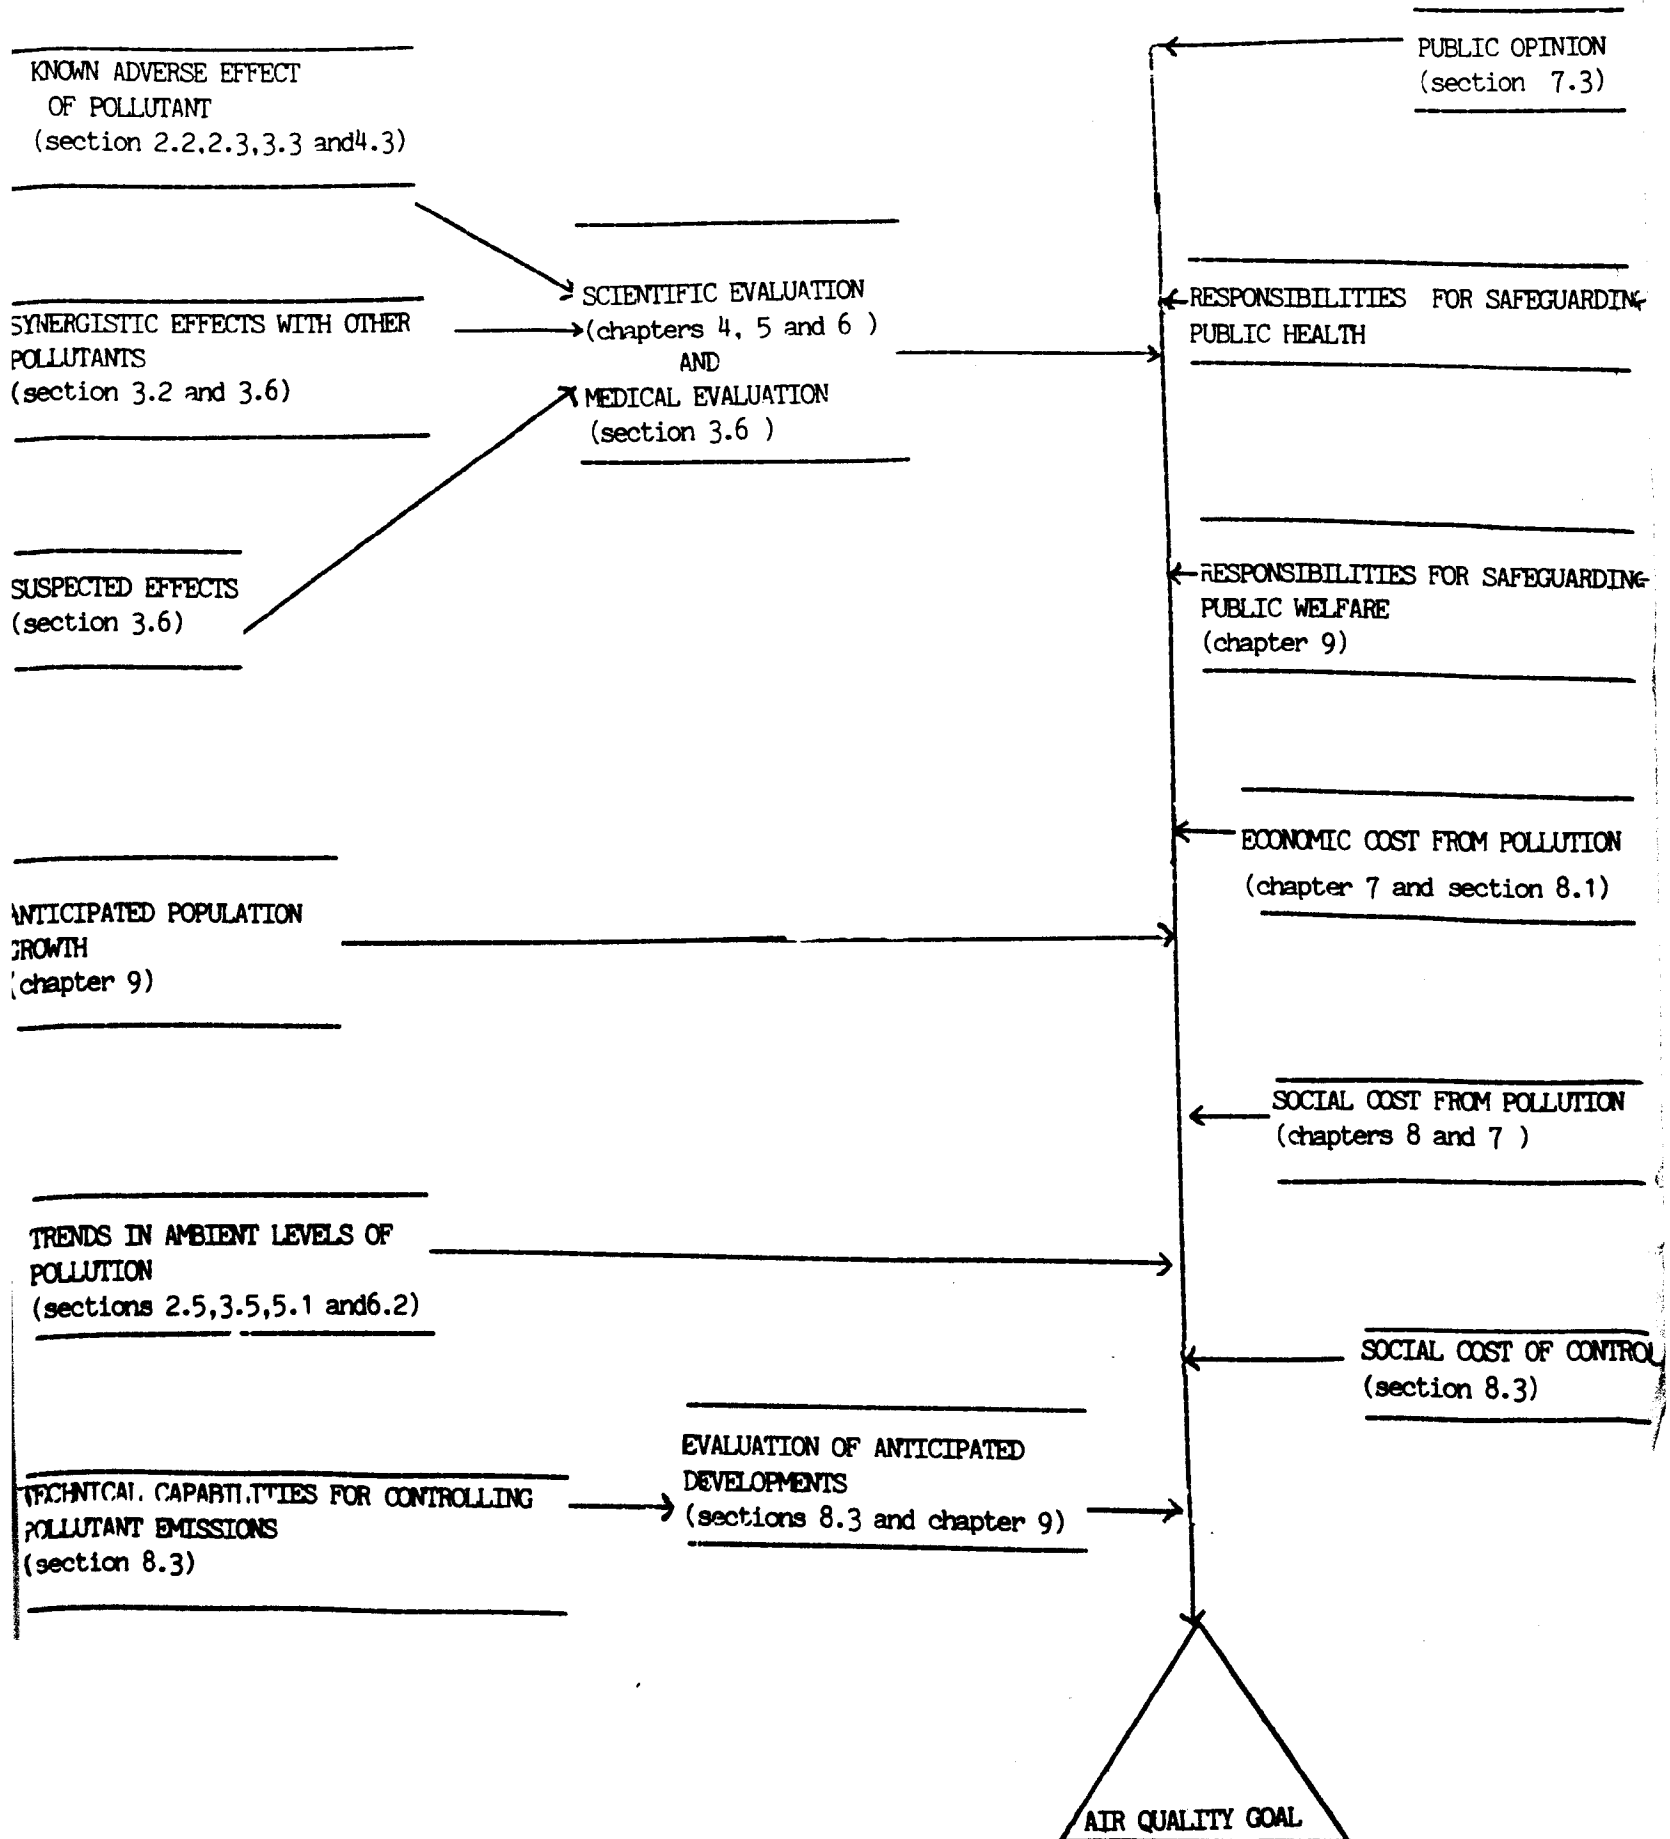 PUBLIC OPINION
(section 7.3)
KNOWN ADVERSE EFFECT
OF POLLUTANT
(section 2.2,2.3,3.3 and4.3)
SCIENTIFIC EVALUATION
(chapters 4, 5 and 6 )
AND
MEDICAL EVALUATION
(section 3.6 )
RESPONSIBILITIES FOR SAFEGUARDING
PUBLIC HEALTH
SYNERGISTIC EFFECTS WITH OTHER
POLLUTANTS
(section 3.2 and 3.6)
SUSPECTED EFFECTS
(section 3.6)
RESPONSIBILITIES FOR SAFEGUARDING
PUBLIC WELFARE
(chapter 9)
ECONOMIC COST FROM POLLUTION
(chapter 7 and section 8.1)
ANTICIPATED POPULATION
GROWTH
(chapter 9)
SOCIAL COST FROM POLLUTION
(chapters 8 and 7 )
TRENDS IN AMBIENT LEVELS OF
POLLUTION
(sections 2.5,3.5,5.1 and6.2)
SOCIAL COST OF CONTROL
(section 8.3)
EVALUATION OF ANTICIPATED
DEVELOPMENTS
(sections 8.3 and chapter 9)
TECHNICAL CAPABILITIES FOR CONTROLLING
POLLUTANT EMISSIONS
(section 8.3)
AIR QUALITY GOAL